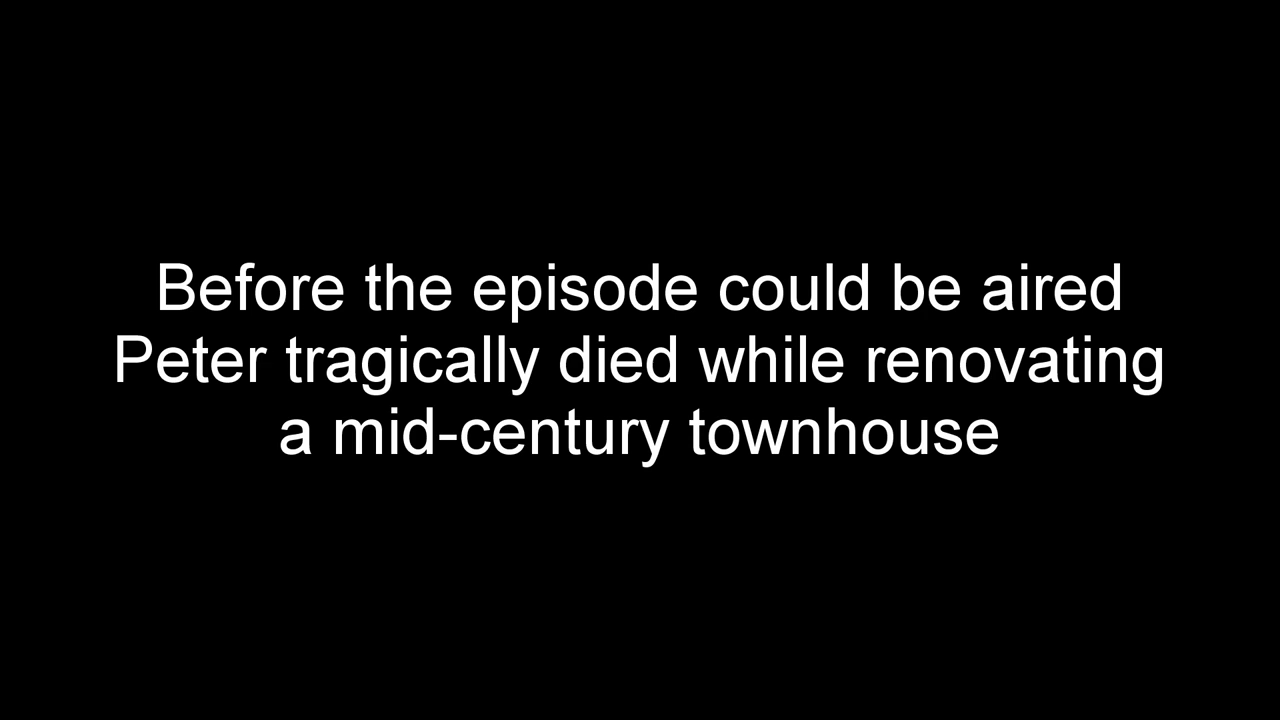 Before the episode could be aired
Peter tragically died while renovating
a mid-century townhouse